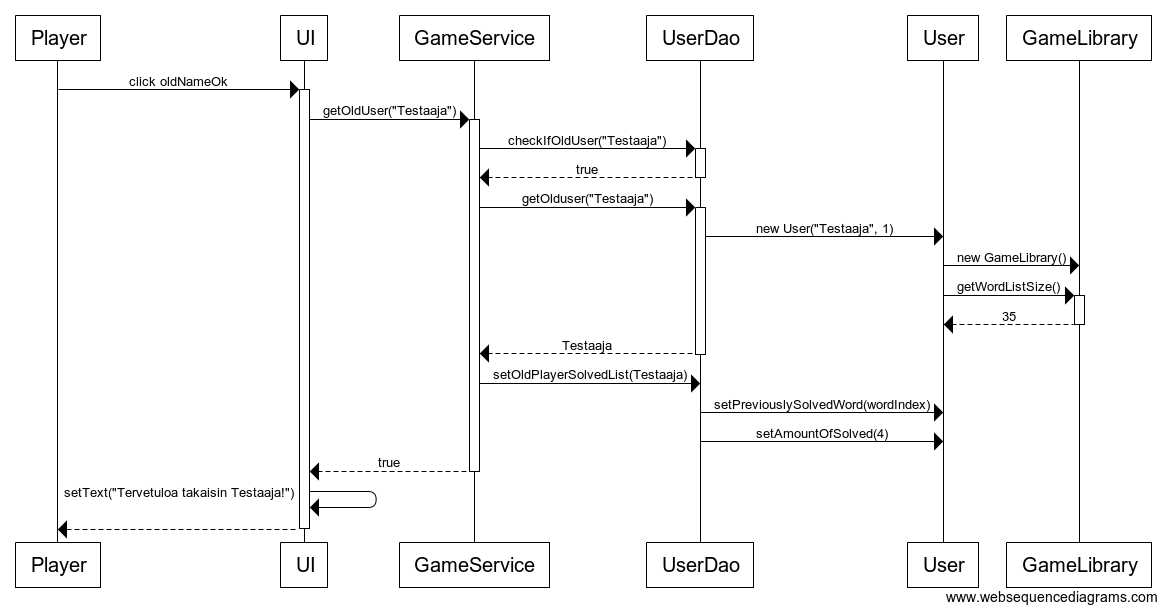 Player UI GameService UserDao User GameLibrary
click oldNameOk
getOldUser("Testaaja")
checkIfOldUser("Testaaja")
true
getOlduser("Testaaja")
new User("Testaaja", 1)
new GameLibrary()
getWordListSize()
35
Testaaja
setOldPlayerSolvedList(Testaaja)
setPreviouslySolvedWord(wordIndex)
setAmountOfSolved(4)
true
setText("Tervetuloa takaisin Testaaja!")
Player UI GameService UserDao User GameLibrary
www.websequencediagrams.com